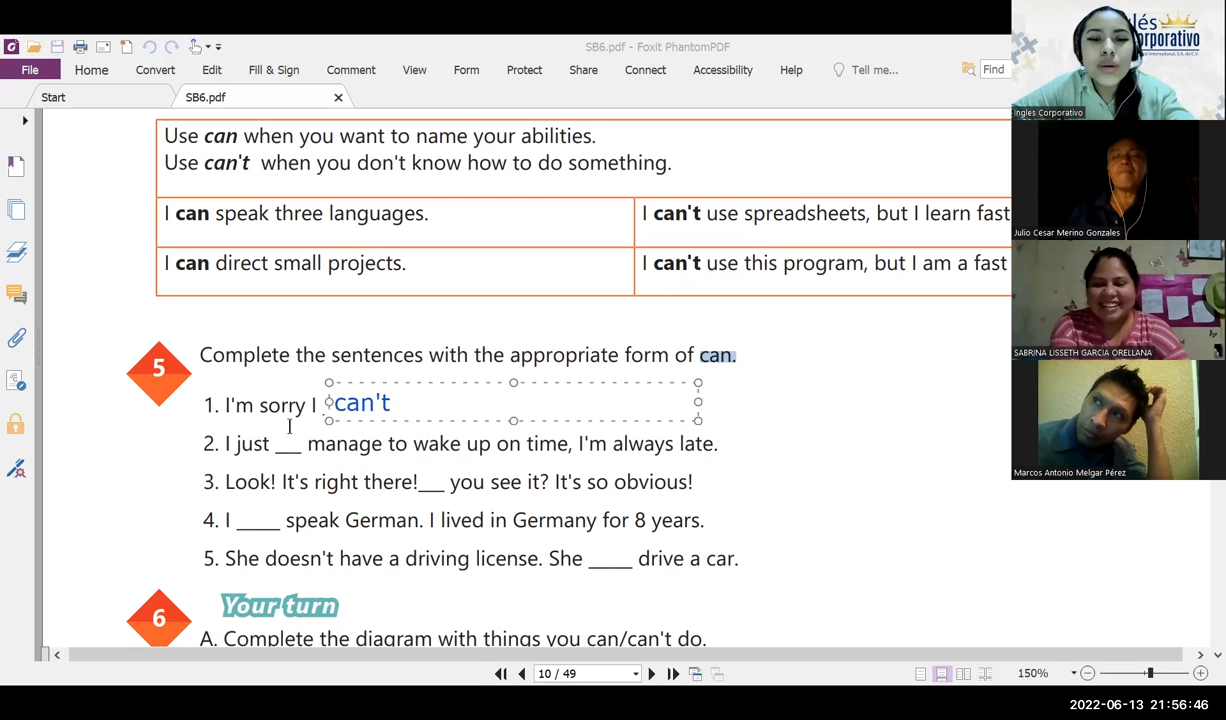 SB6.pdf - Foxit PhantomPDF
File Home Convert Edit Fill & Sign Comment View Form Protect Share Connect Accessibility Help Tell me... Find
Start SB6.pdf
Use can when you want to name your abilities.
Use can't when you don't know how to do something.
I can speak three languages. I can't use spreadsheets, but I learn fast
I can direct small projects. I can't use this program, but I am a fast
5 Complete the sentences with the appropriate form of can.
1. I'm sorry I can't
2. I just ___ manage to wake up on time, I'm always late.
3. Look! It's right there!___ you see it? It's so obvious!
4. I _____ speak German. I lived in Germany for 8 years.
5. She doesn't have a driving license. She _____ drive a car.
6 Your turn
A. Complete the diagram with things you can/can't do.
10 / 49
150%
lés
orporativo
Ingles Corporativo
Julio Cesar Merino Gonzales
SABRINA LISSETH GARCIA ORELLANA
Marcos Antonio Melgar Pérez
2022-06-13 21:56:46